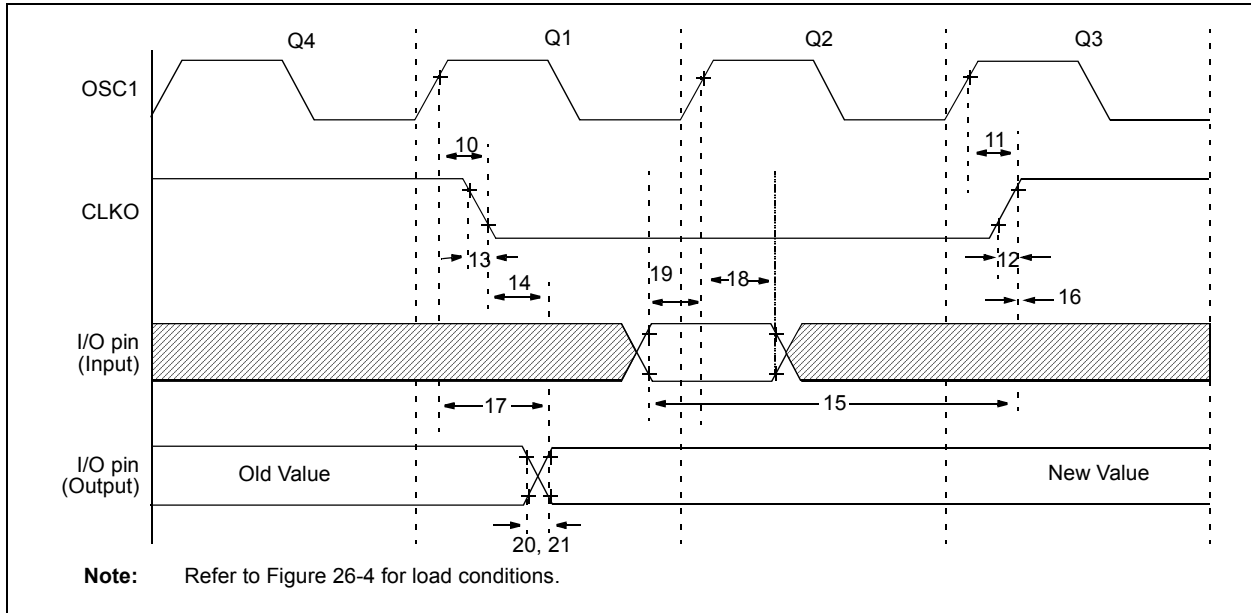 Q4 Q1 Q2 Q3
OSC1
10 11
CLKO
13 12
19 18
14 16
I/O pin
(Input)
17 15
I/O pin
(Output)
Old Value New Value
20, 21
Note: Refer to Figure 26-4 for load conditions.